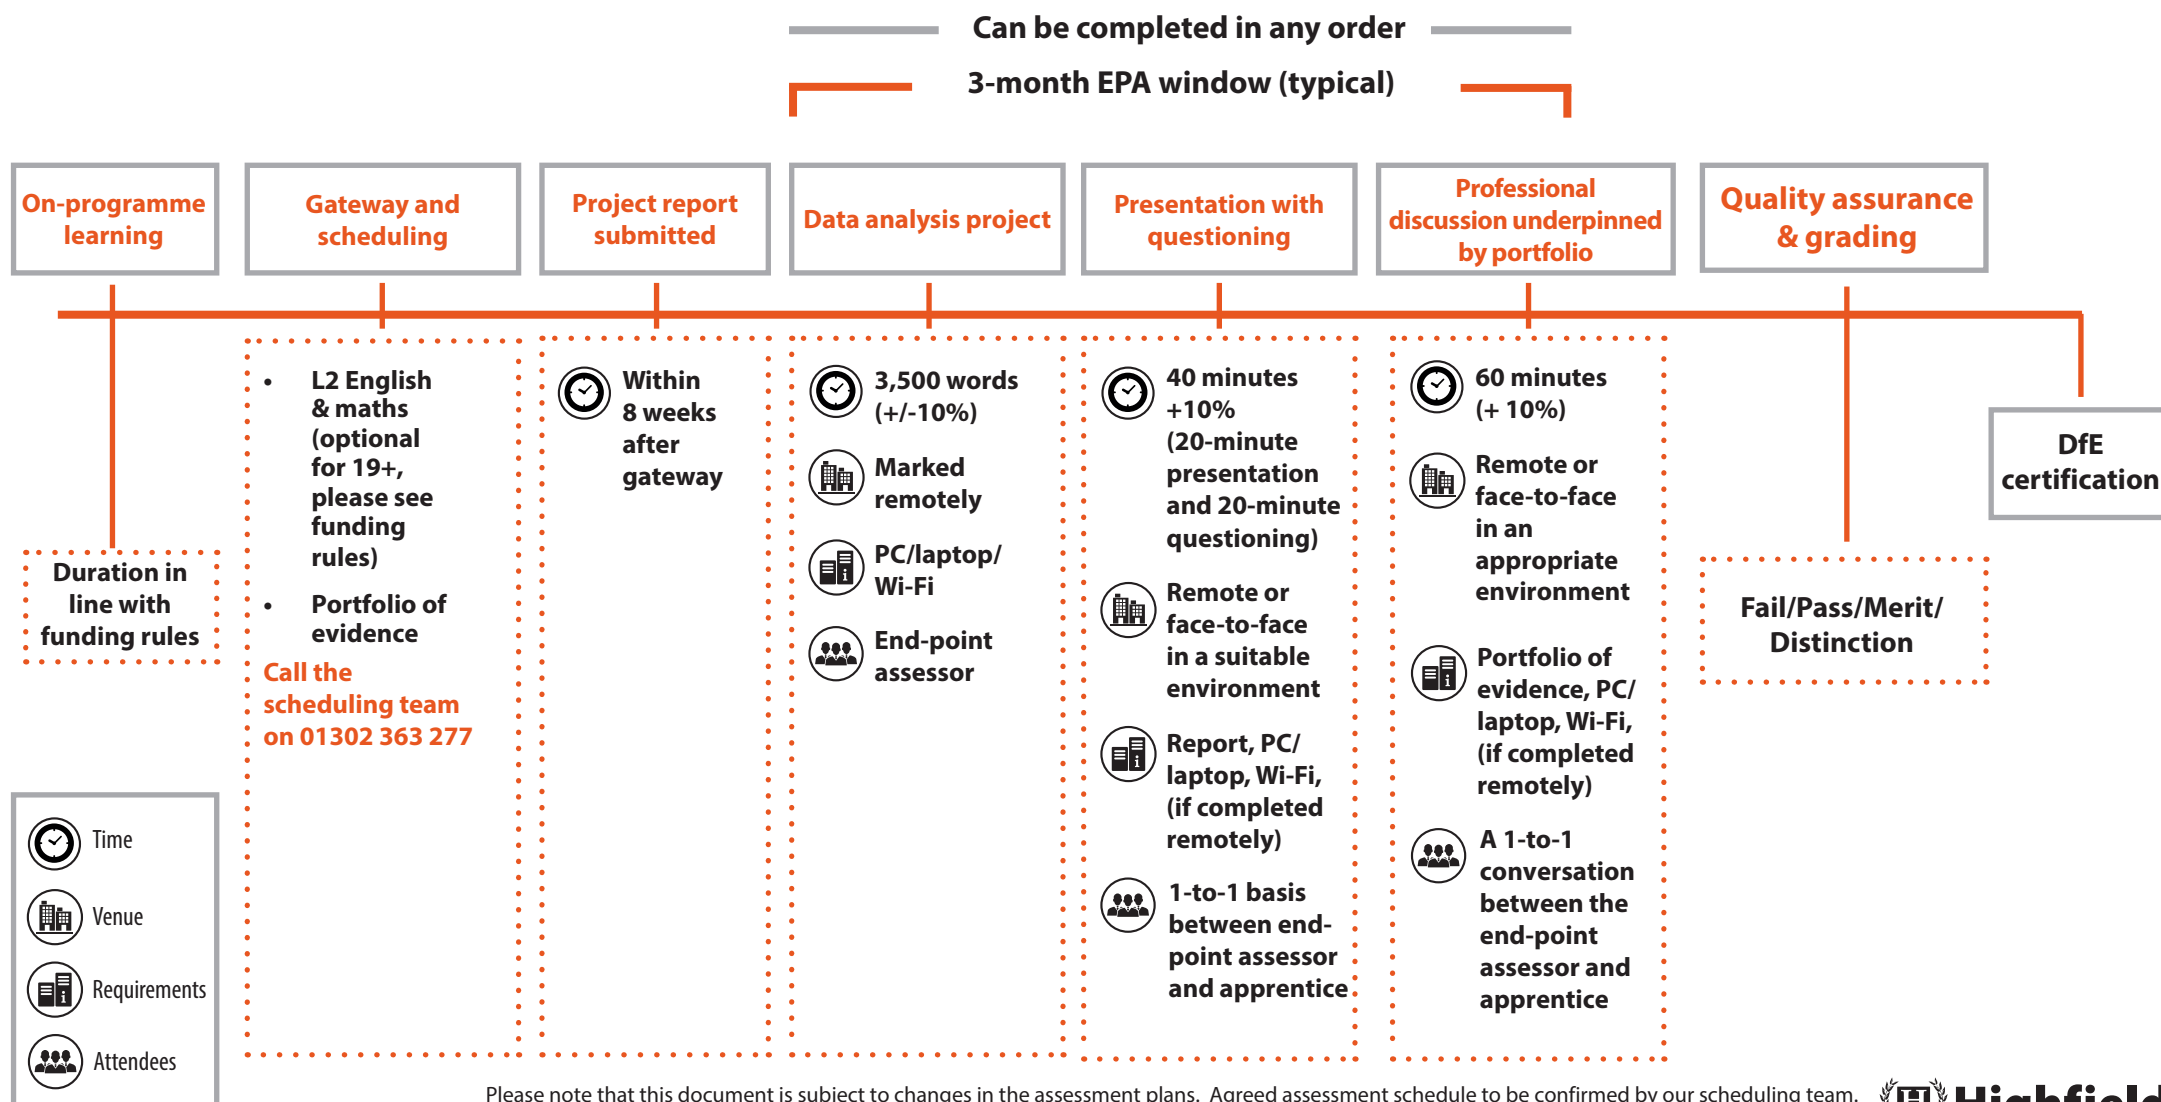 Can be completed in any order
3-month EPA window (typical)
On-programme
learning
Gateway and
scheduling
Project report
submitted
Data analysis project
Presentation with
questioning
Professional
discussion underpinned
by portfolio
Quality assurance
& grading
Duration in
line with
funding rules
• L2 English
& maths
(optional
for 19+,
please see
funding
rules)
• Portfolio of
evidence
Call the
scheduling team
on 01302 363 277
Within
8 weeks
after
gateway
3,500 words
(+/-10%)
Marked
remotely
PC/laptop/
Wi-Fi
End-point
assessor
40 minutes
+10%
(20-minute
presentation
and 20-minute
questioning)
Remote or
face-to-face
in a suitable
environment
Report, PC/
laptop, Wi-Fi,
(if completed
remotely)
1-to-1 basis
between end-
point assessor
and apprentice
60 minutes
(+ 10%)
Remote or
face-to-face
in an
appropriate
environment
Portfolio of
evidence, PC/
laptop, Wi-Fi,
(if completed
remotely)
A 1-to-1
conversation
between the
end-point
assessor and
apprentice
Fail/Pass/Merit/
Distinction
DfE
certification
Time
Venue
Requirements
Attendees
Please note that this document is subject to changes in the assessment plans. Agreed assessment schedule to be confirmed by our scheduling team.
Highfield